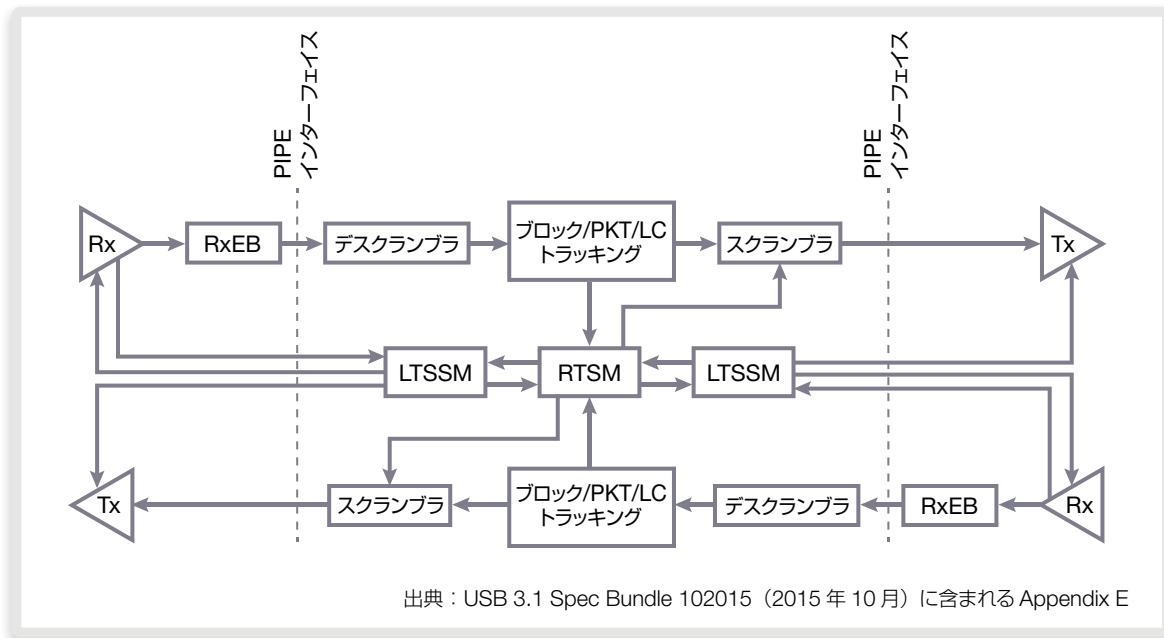 PIPE
インターフェイス
PIPE
インターフェイス
Rx
RxEB
デスクランブラ
ブロック/PKT/LC
トラッキング
スクランブラ
Tx
LTSSM
RTSM
LTSSM
Tx
スクランブラ
ブロック/PKT/LC
トラッキング
デスクランブラ
RxEB
Rx
出典：USB 3.1 Spec Bundle 102015（2015 年 10 月）に含まれる Appendix E